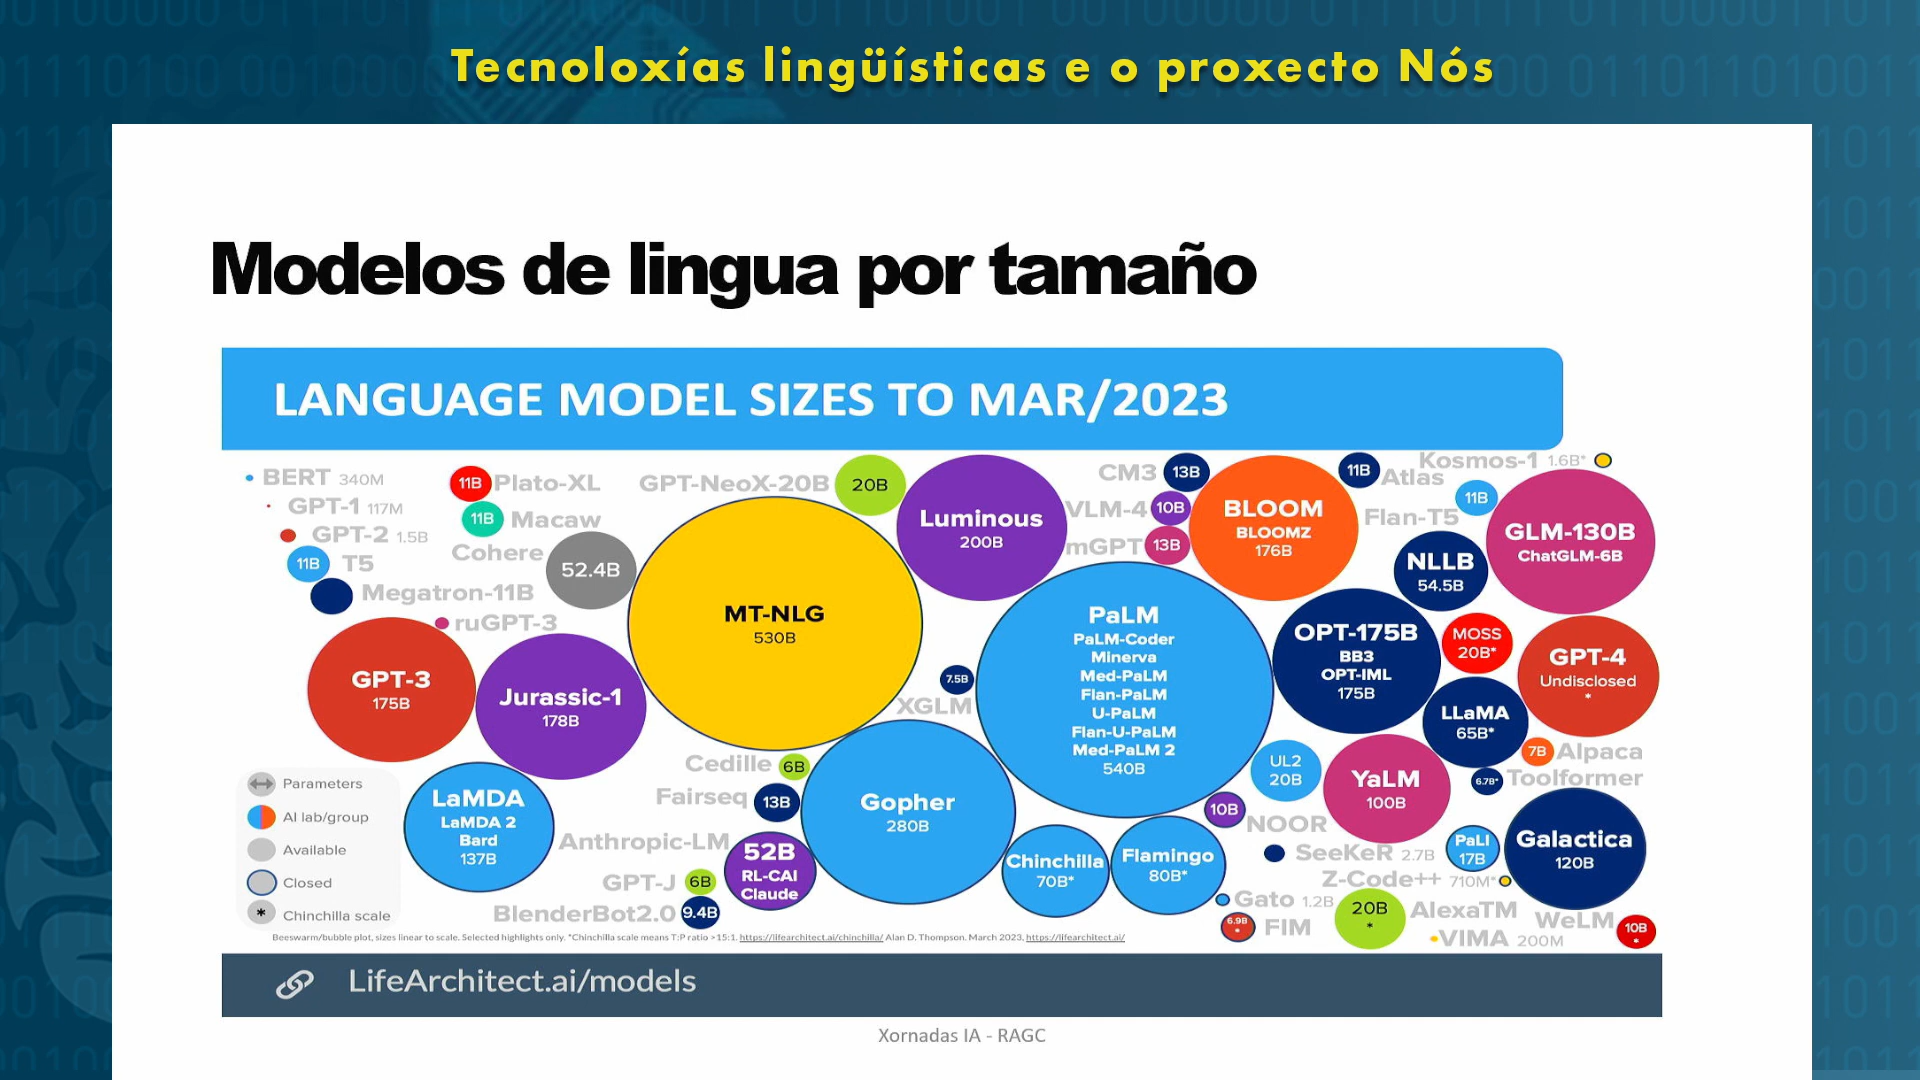 Tecnoloxías lingüísticas e o proxecto Nós
Modelos de lingua por tamaño
LANGUAGE MODEL SIZES TO MAR/2023
BERT 340M
GPT-1 117M
GPT-2 1.5B
11B T5
Megatron-11B
ruGPT-3
11B Plato-XL
11B Macaw
Cohere
52.4B
GPT-NeoX-20B 20B
MT-NLG
530B
Luminous
200B
CM3 13B
VLM-4 10B
mGPT 13B
BLOOM
BLOOMZ
176B
11B Atlas
Kosmos-1 1.6B*
11B
Flan-T5
GLM-130B
ChatGLM-6B
NLLB
54.5B
GPT-3
175B
Jurassic-1
178B
7.5B
XGLM
PaLM
PaLM-Coder
Minerva
Med-PaLM
Flan-PaLM
U-PaLM
Flan-U-PaLM
Med-PaLM 2
540B
OPT-175B
BB3
OPT-IML
175B
MOSS
20B*
GPT-4
Undisclosed
*
LLaMA
65B*
7B Alpaca
6.7B* Toolformer
LaMDA
LaMDA 2
Bard
137B
Cedille 6B
Fairseq 13B
Anthropic-LM
52B
RL-CAI
Claude
GPT-J 6B
BlenderBot2.0 9.4B
Gopher
280B
Chinchilla
70B*
Flamingo
80B*
UL2
20B
YaLM
100B
10B
NOOR
SeeKeR 2.7B
PaLI
17B
Galactica
120B
Z-Code++ 710M*
Gato 1.2B
6.9B
*
FIM
20B
*
AlexaTM
VIMA 200M
WeLM
10B
*
Parameters
AI lab/group
Available
Closed
* Chinchilla scale
Beeswarm/bubble plot, sizes linear to scale. Selected highlights only. *Chinchilla scale means T:P ratio >15:1. https://lifearchitect.ai/chinchilla/ Alan D. Thompson. March 2023. https://lifearchitect.ai/
LifeArchitect.ai/models
Xornadas IA - RAGC